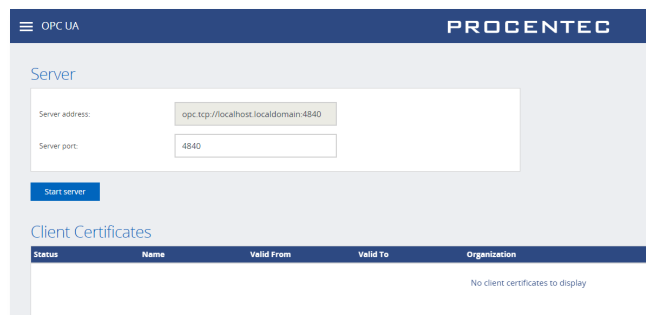 OPC UA
PROCENTEC
Server
Server address: opc.tcp://localhost.localdomain:4840
Server port: 4840
Start server
Client Certificates
Status Name Valid From Valid To Organization
No client certificates to display